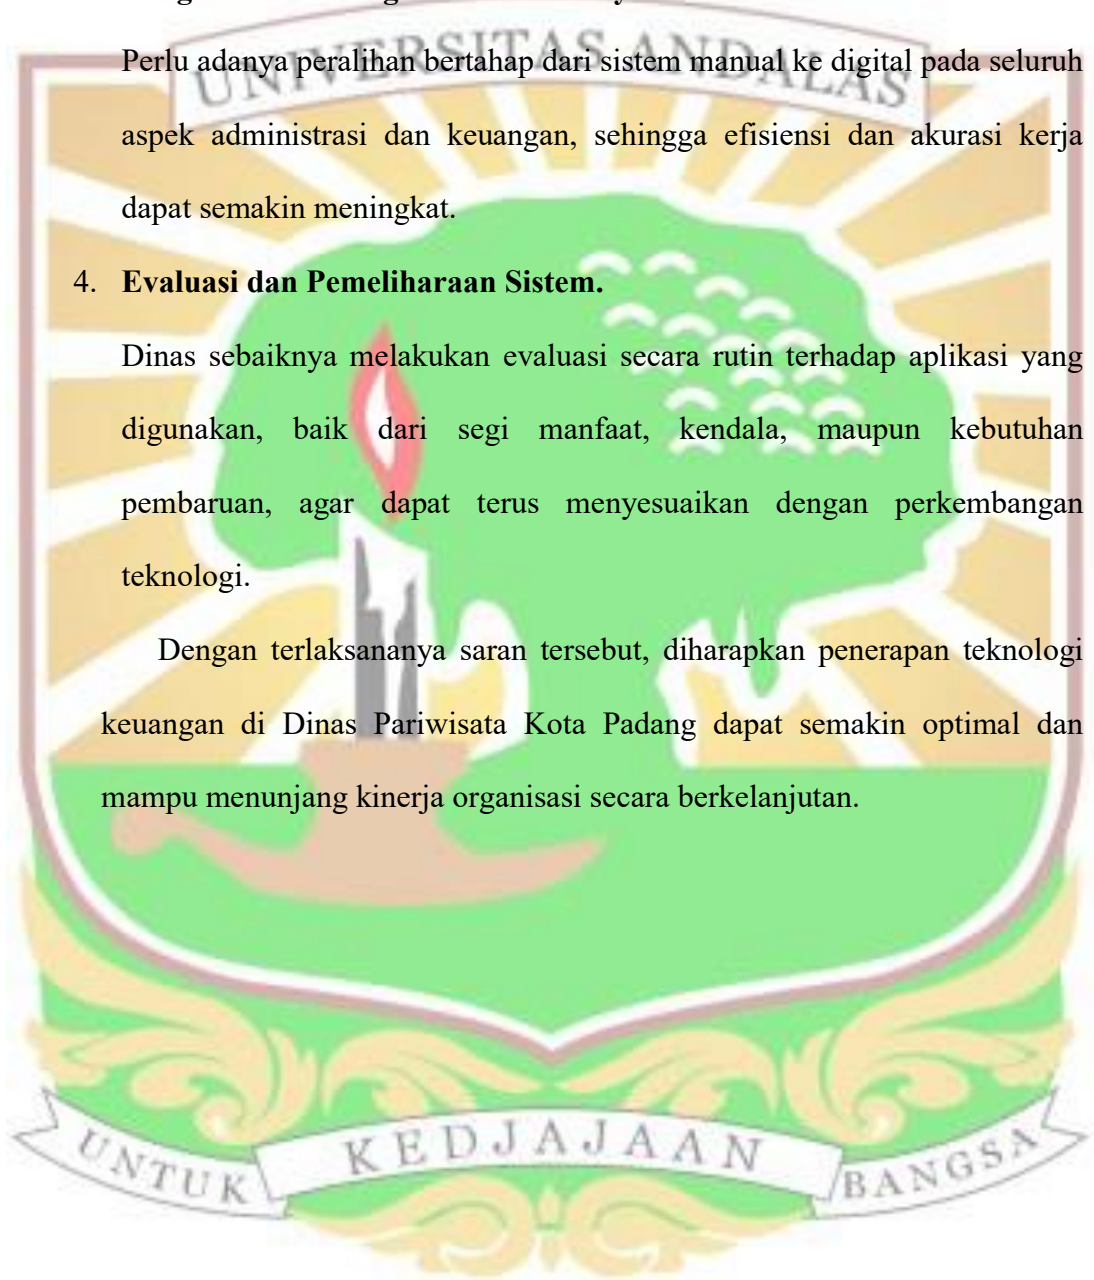 UNIVERSITAS ANDALAS
Perlu adanya peralihan bertahap dari sistem manual ke digital pada seluruh
aspek administrasi dan keuangan, sehingga efisiensi dan akurasi kerja
dapat semakin meningkat.
4. Evaluasi dan Pemeliharaan Sistem.
Dinas sebaiknya melakukan evaluasi secara rutin terhadap aplikasi yang
digunakan, baik dari segi manfaat, kendala, maupun kebutuhan
pembaruan, agar dapat terus menyesuaikan dengan perkembangan
teknologi.
Dengan terlaksananya saran tersebut, diharapkan penerapan teknologi
keuangan di Dinas Pariwisata Kota Padang dapat semakin optimal dan
mampu menunjang kinerja organisasi secara berkelanjutan.
UNTUK KEDJAJAAN BANGSA